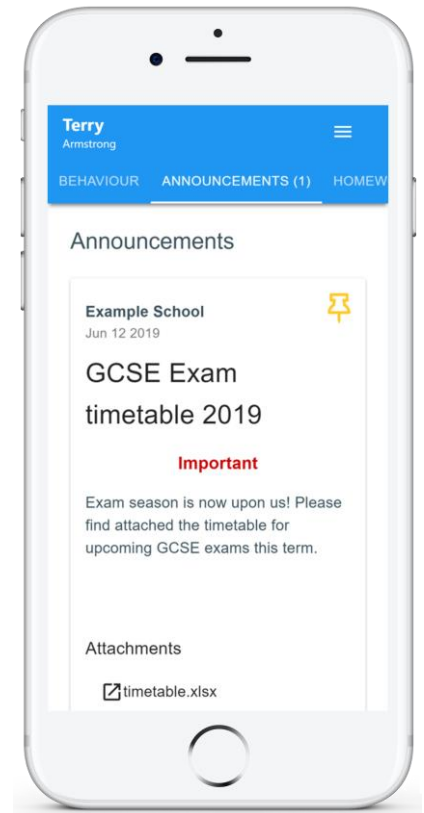 Terry
Armstrong
BEHAVIOUR ANNOUNCEMENTS (1) HOMEW
Announcements
Example School
Jun 12 2019
GCSE Exam
timetable 2019
Important
Exam season is now upon us! Please
find attached the timetable for
upcoming GCSE exams this term.
Attachments
timetable.xlsx